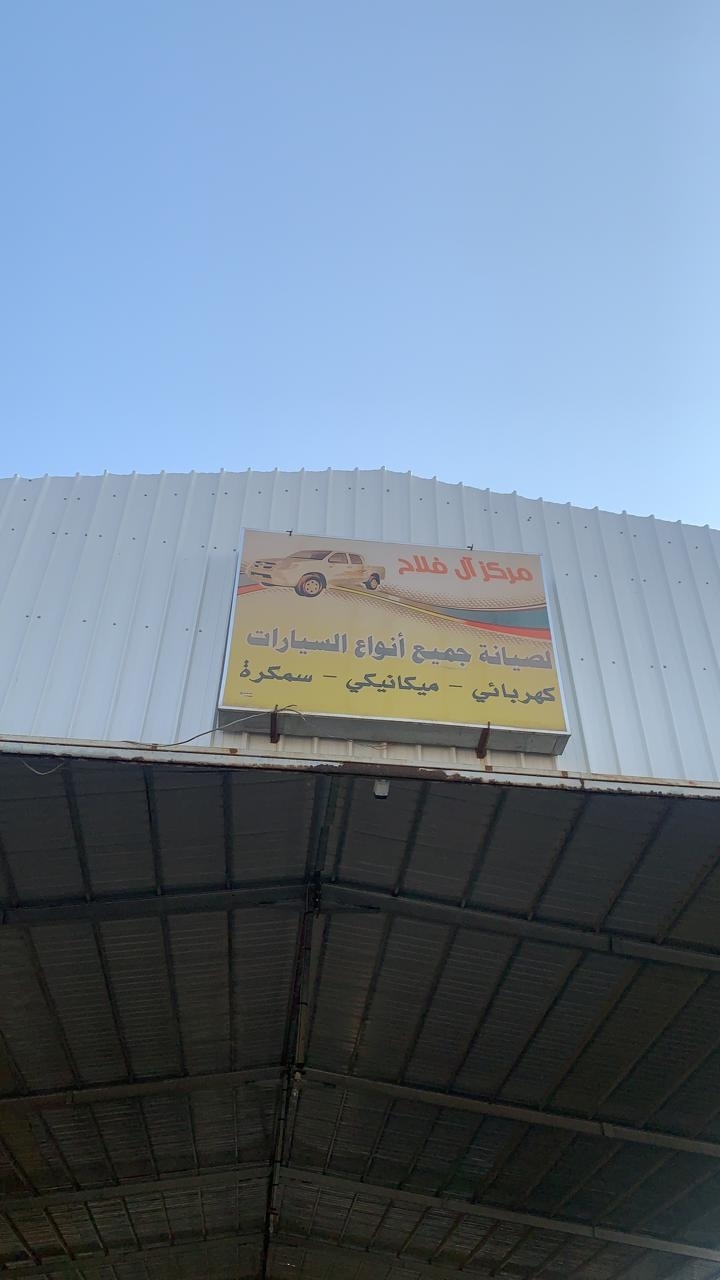 مركز آل فلاح
لصيانة جميع أنواع السيارات
كهربائي - ميكانيكي - سمكرة